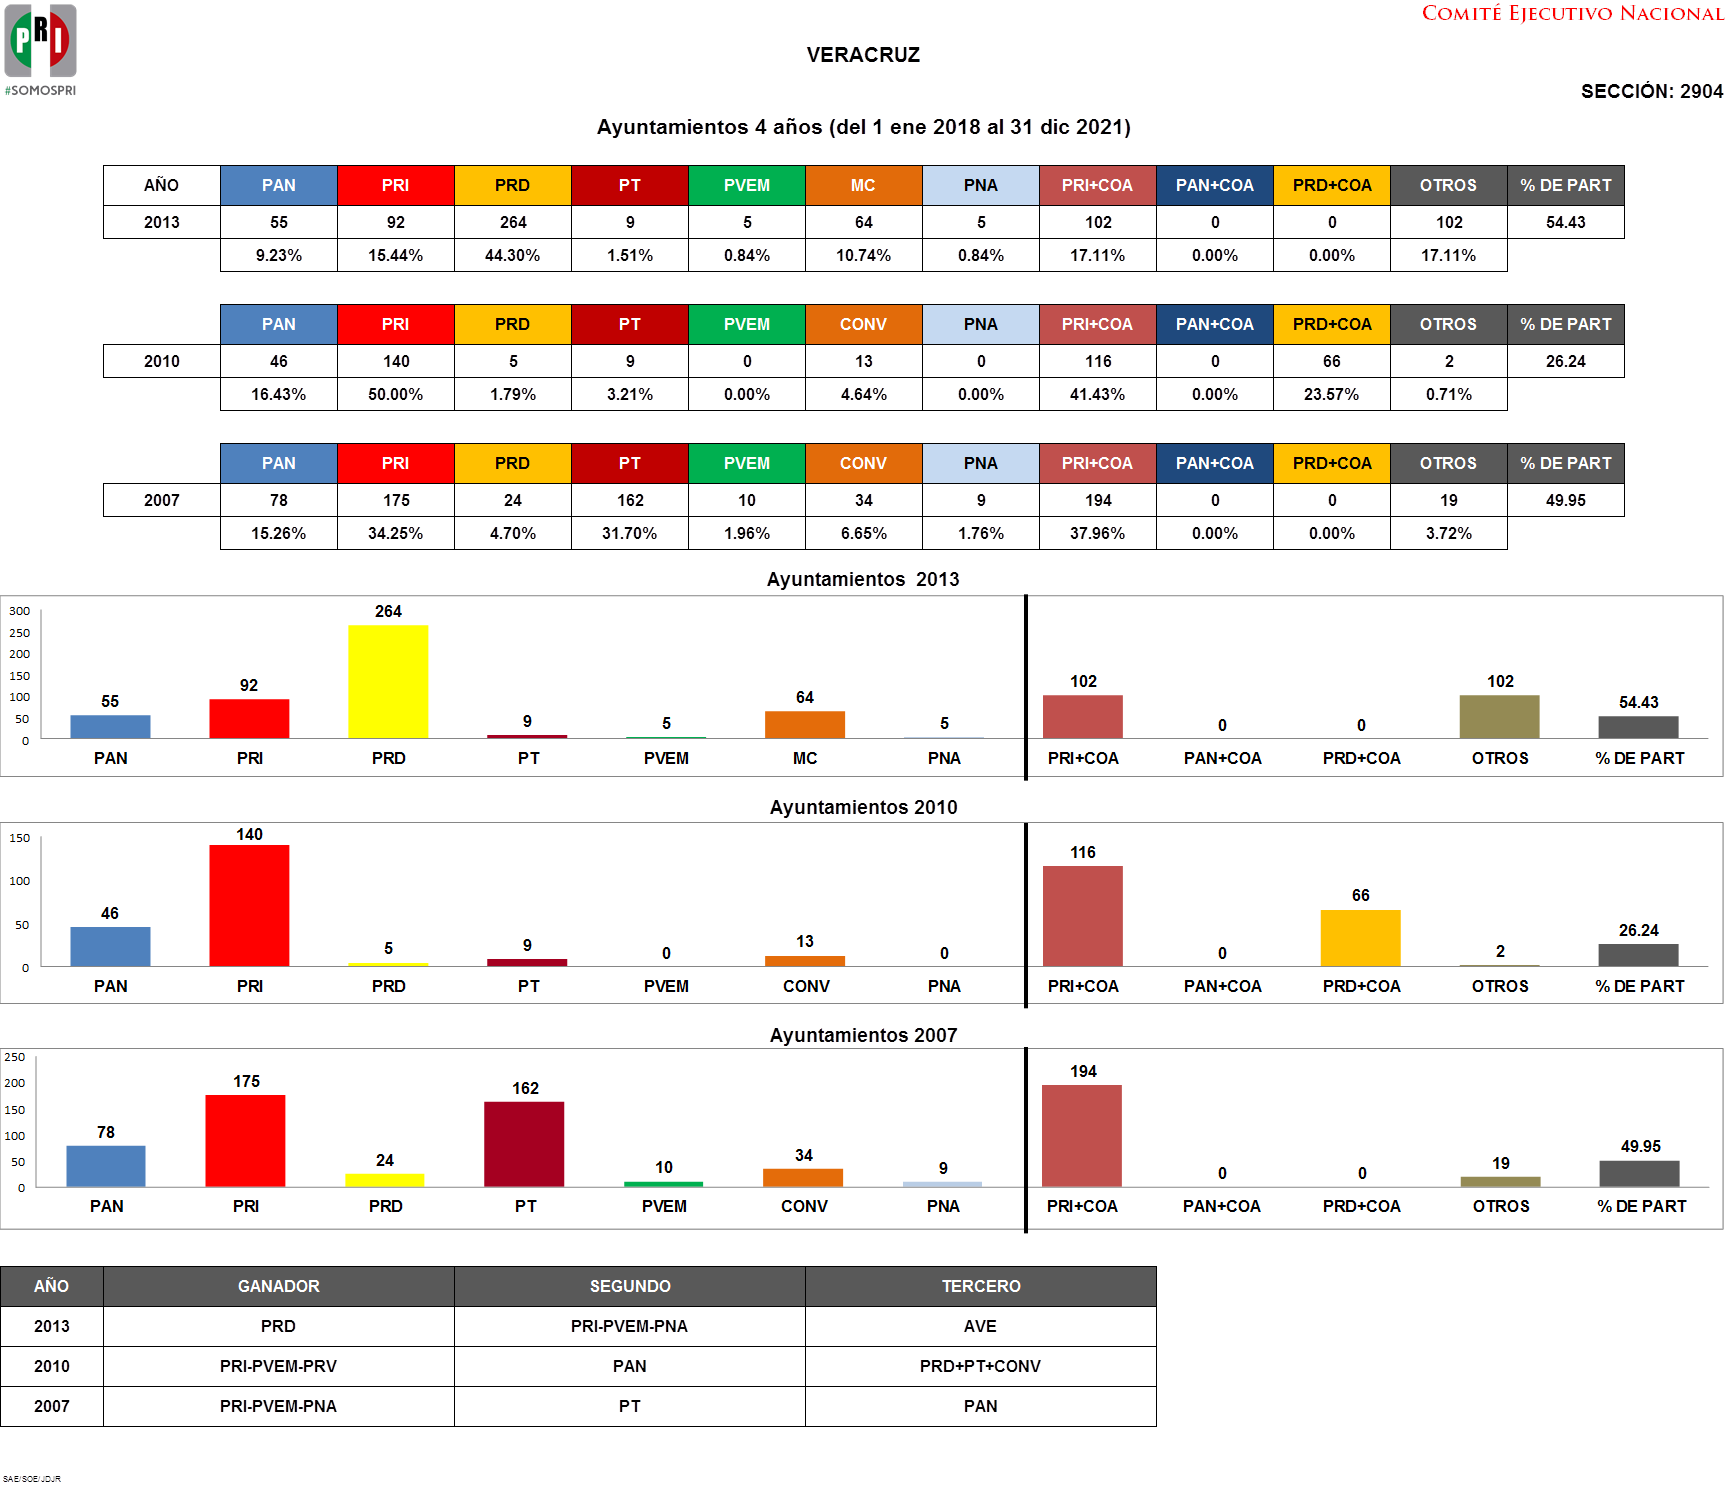 PRI
#SOMOSPRI
COMITÉ EJECUTIVO NACIONAL
VERACRUZ
SECCIÓN: 2904
Ayuntamientos 4 años (del 1 ene 2018 al 31 dic 2021)
AÑO PAN PRI PRD PT PVEM MC PNA PRI+COA PAN+COA PRD+COA OTROS % DE PART
2013 55 92 264 9 5 64 5 102 0 0 102 54.43
9.23% 15.44% 44.30% 1.51% 0.84% 10.74% 0.84% 17.11% 0.00% 0.00% 17.11%
PAN PRI PRD PT PVEM CONV PNA PRI+COA PAN+COA PRD+COA OTROS % DE PART
2010 46 140 5 9 0 13 0 116 0 66 2 26.24
16.43% 50.00% 1.79% 3.21% 0.00% 4.64% 0.00% 41.43% 0.00% 23.57% 0.71%
PAN PRI PRD PT PVEM CONV PNA PRI+COA PAN+COA PRD+COA OTROS % DE PART
2007 78 175 24 162 10 34 9 194 0 0 19 49.95
15.26% 34.25% 4.70% 31.70% 1.96% 6.65% 1.76% 37.96% 0.00% 0.00% 3.72%
Ayuntamientos 2013
300
250
200
150
100
50
0
55 92 264 9 5 64 5 102 0 0 102 54.43
PAN PRI PRD PT PVEM MC PNA PRI+COA PAN+COA PRD+COA OTROS % DE PART
Ayuntamientos 2010
150
100
50
0
46 140 5 9 0 13 0 116 0 66 2 26.24
PAN PRI PRD PT PVEM CONV PNA PRI+COA PAN+COA PRD+COA OTROS % DE PART
Ayuntamientos 2007
250
200
150
100
50
0
78 175 24 162 10 34 9 194 0 0 19 49.95
PAN PRI PRD PT PVEM CONV PNA PRI+COA PAN+COA PRD+COA OTROS % DE PART
AÑO GANADOR SEGUNDO TERCERO
2013 PRD PRI-PVEM-PNA AVE
2010 PRI-PVEM-PRV PAN PRD+PT+CONV
2007 PRI-PVEM-PNA PT PAN
SAE/SOE/JDJR